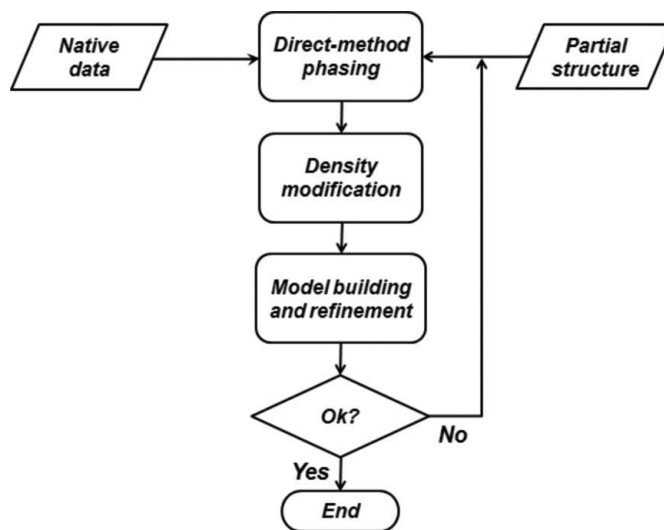 Native
data
Direct-method
phasing
Partial
structure
Density
modification
Model building
and refinement
Ok?
No
Yes
End